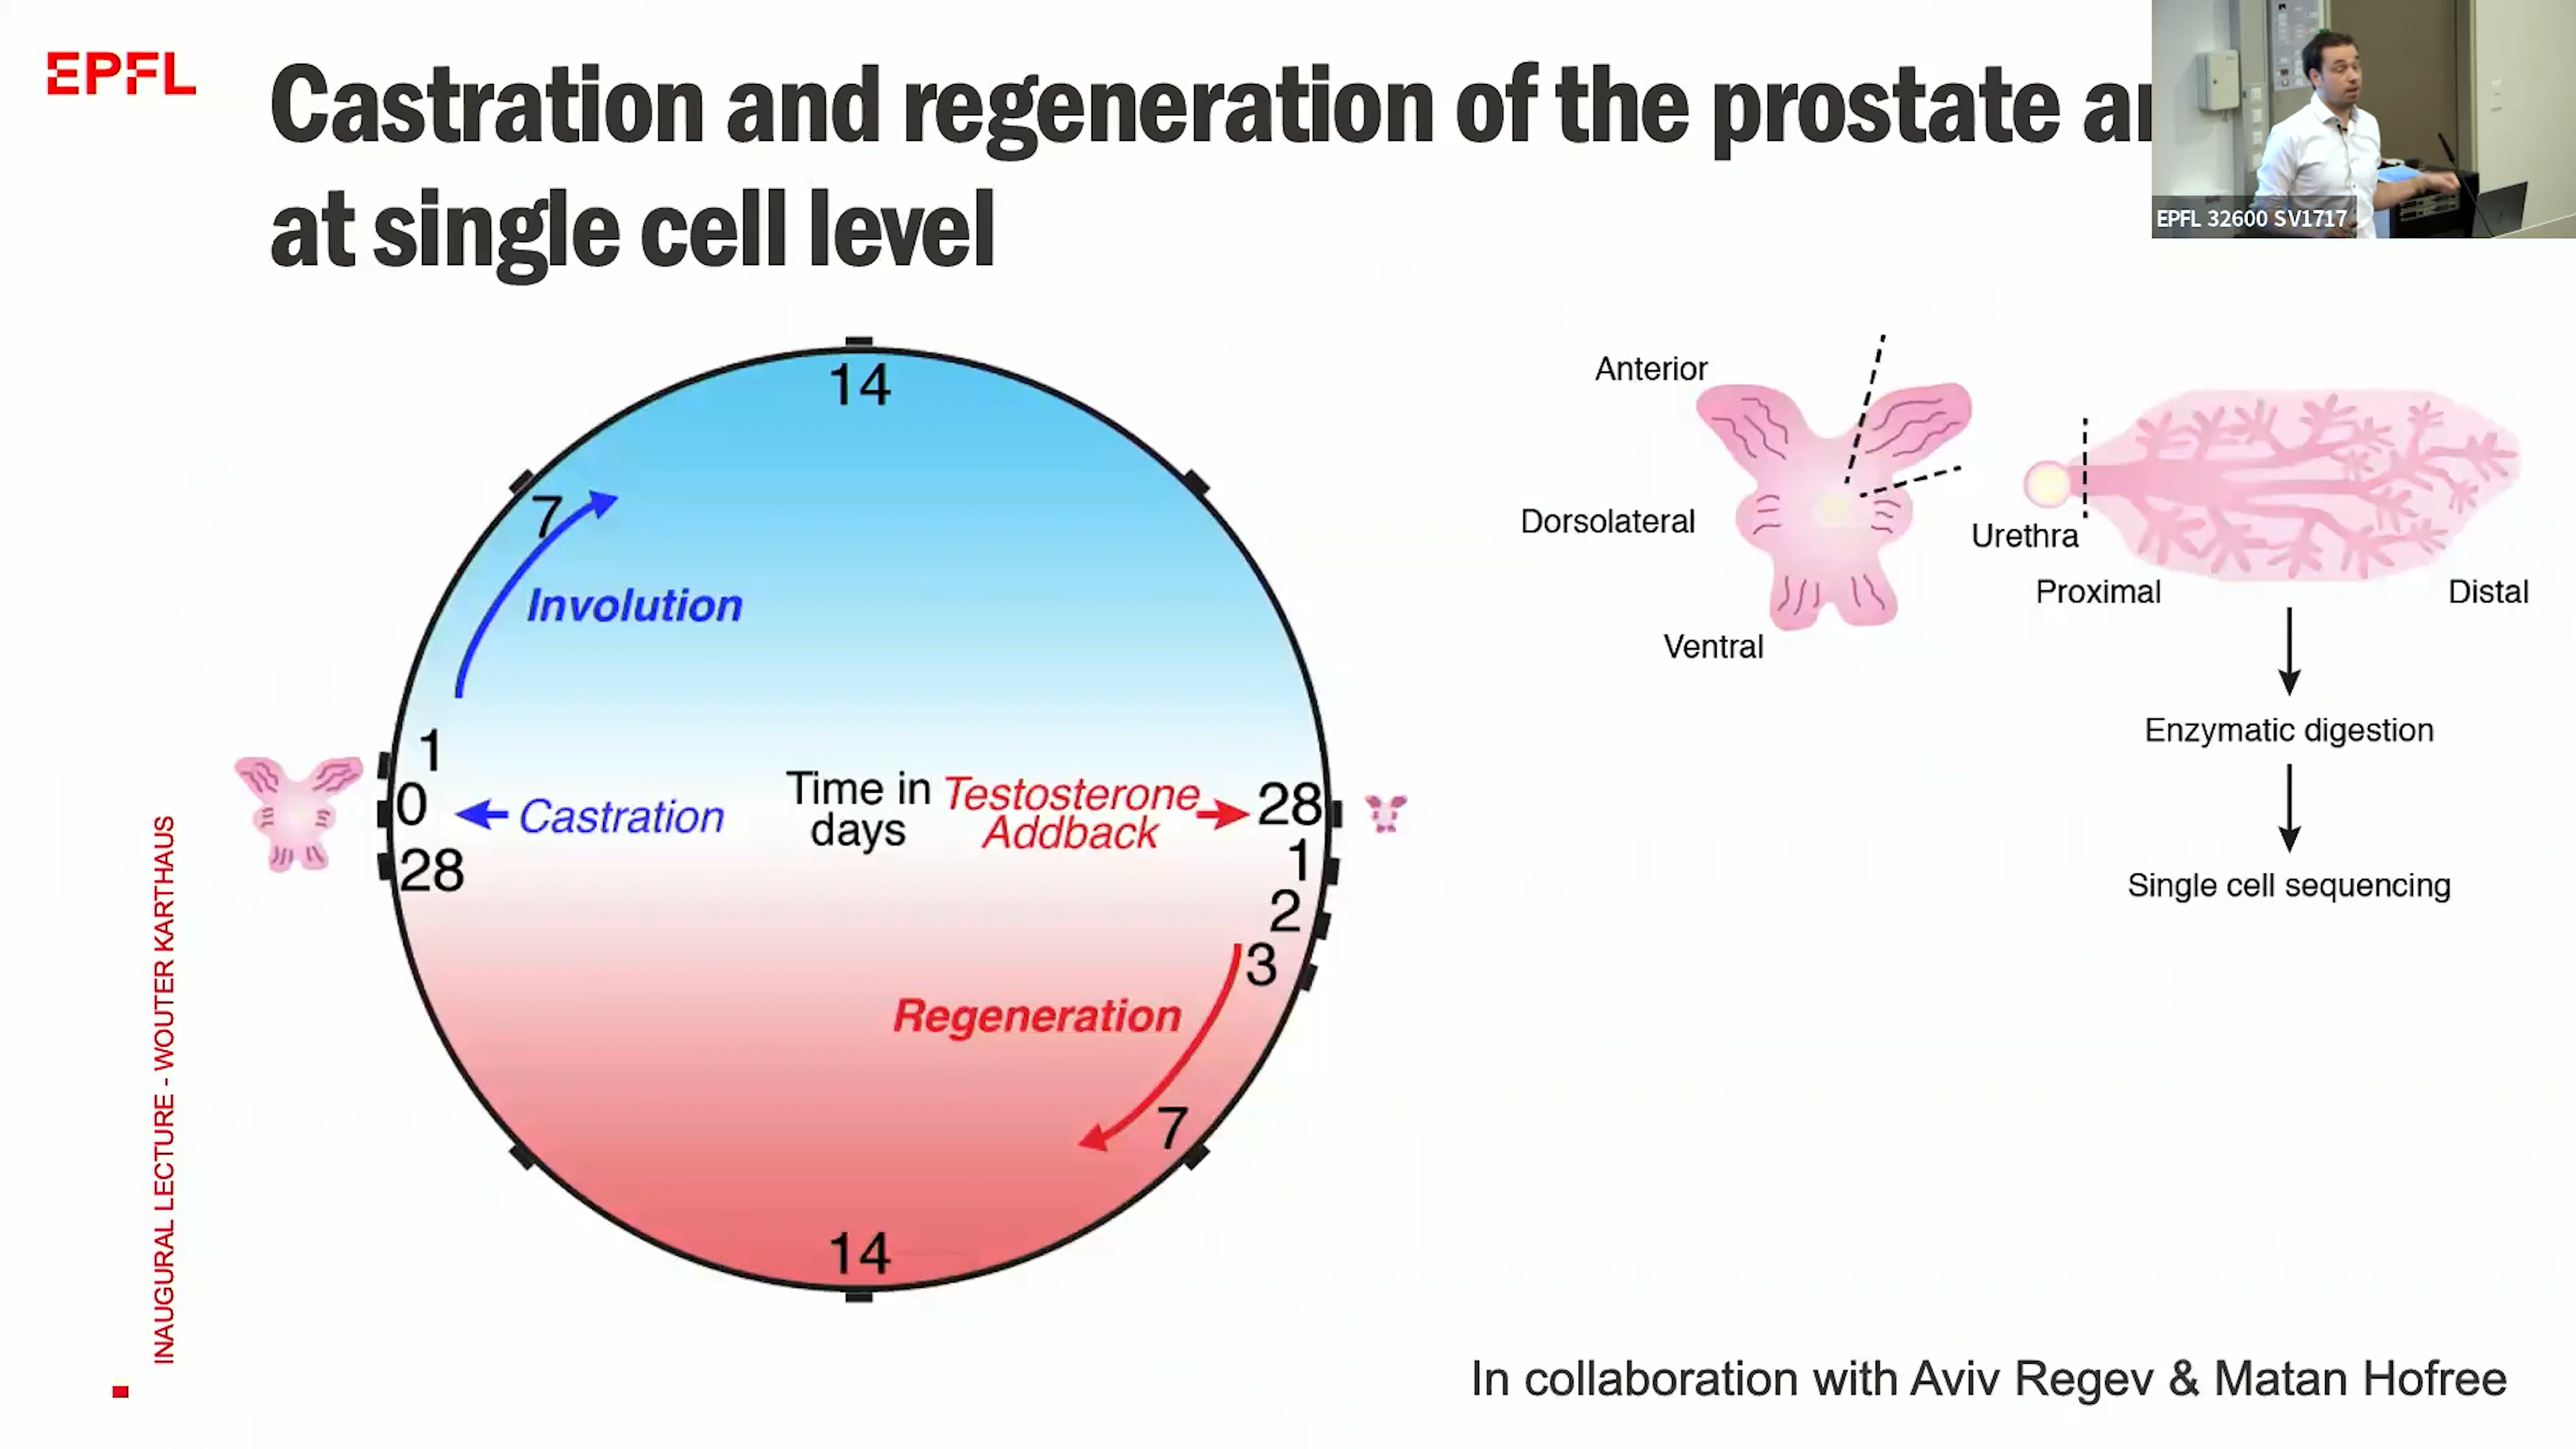 EPFL
Castration and regeneration of the prostate
at single cell level
EPFL 32600 SV1717
14
7
Involution
1
0
Castration
28
Time in
days
Testosterone
Addback
28
1
2
3
Regeneration
7
14
Anterior
Dorsolateral
Ventral
Urethra
Proximal
Distal
Enzymatic digestion
Single cell sequencing
INAUGURAL LECTURE - WOUTER KARTHAUS
In collaboration with Aviv Regev & Matan Hofree